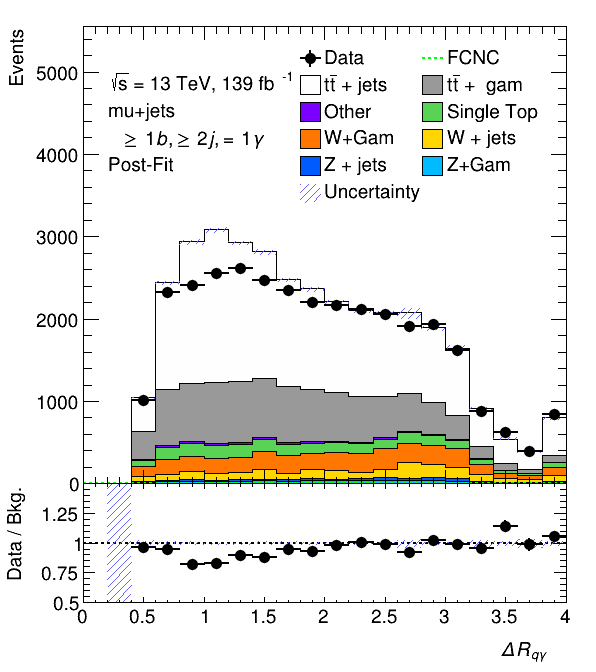 Events
5000
4000
3000
2000
1000
0
√s = 13 TeV, 139 fb -1
mu+jets
≥ 1b, ≥ 2j, = 1γ
Post-Fit
Data
FCNC
tt̄ + jets
tt̄ + gam
Other
Single Top
W+Gam
W + jets
Z + jets
Z+Gam
Uncertainty
Data / Bkg.
1.25
1
0.75
0.5
0 0.5 1 1.5 2 2.5 3 3.5 4
ΔR_qγ